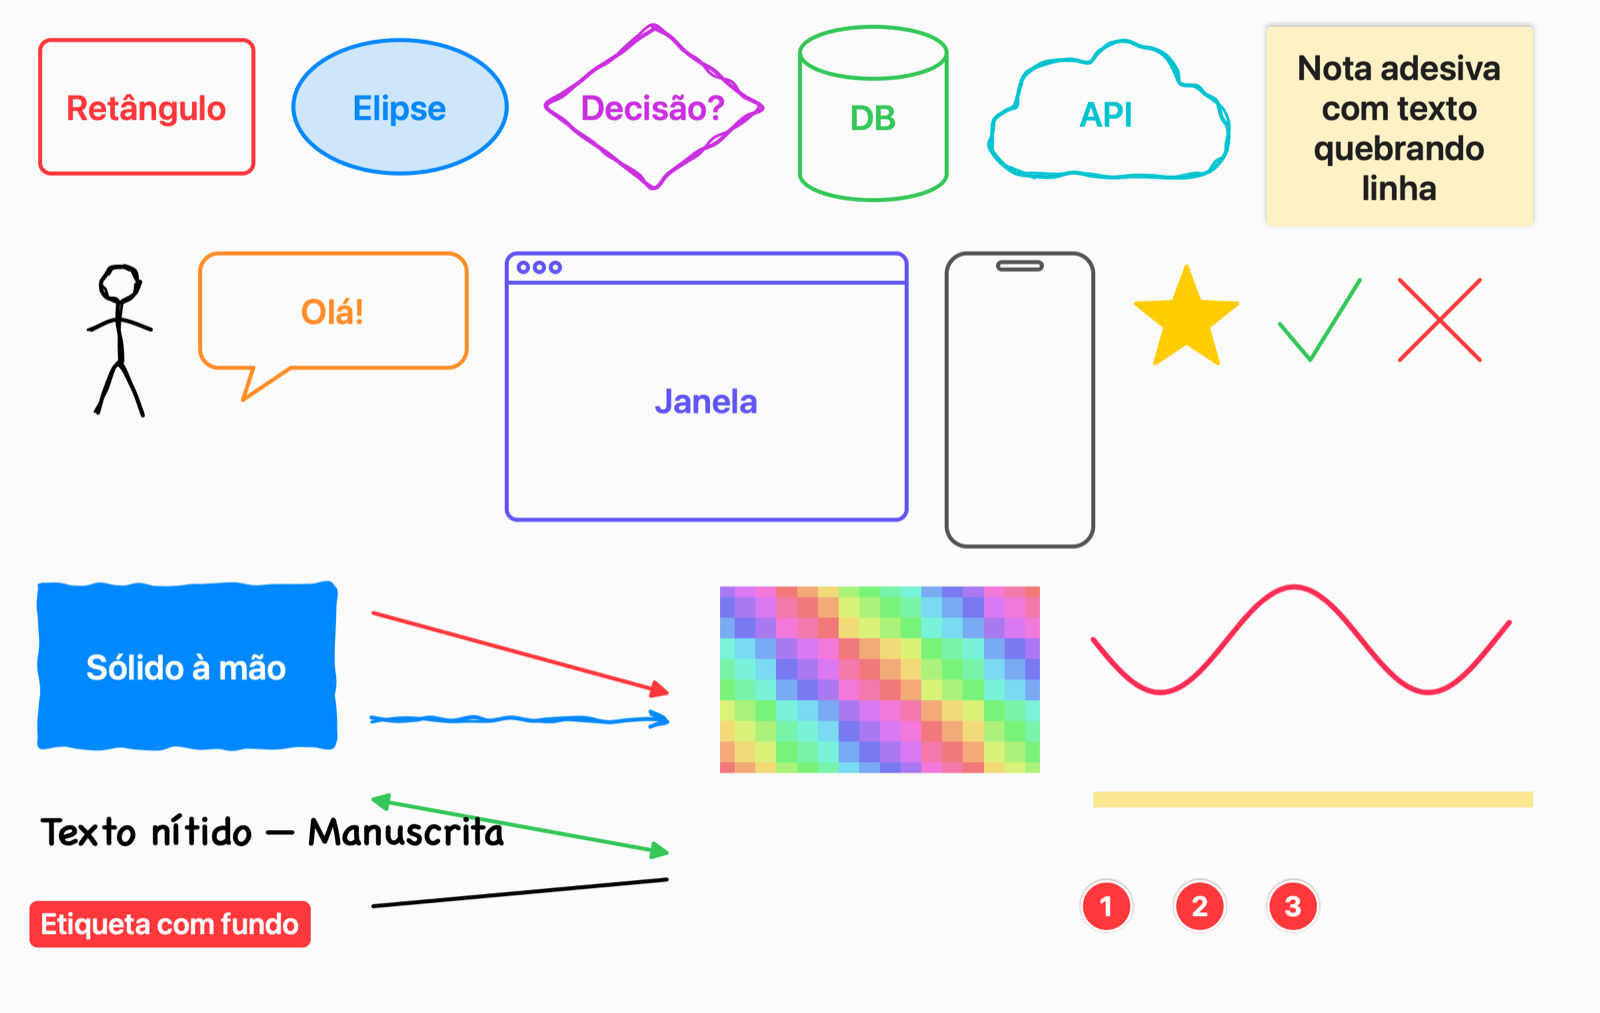 Retângulo
Elipse
Decisão?
DB
API
Nota adesiva
com texto
quebrando
linha
Olá!
Janela
Sólido à mão
Texto nítido — Manuscrita
Etiqueta com fundo
1
2
3